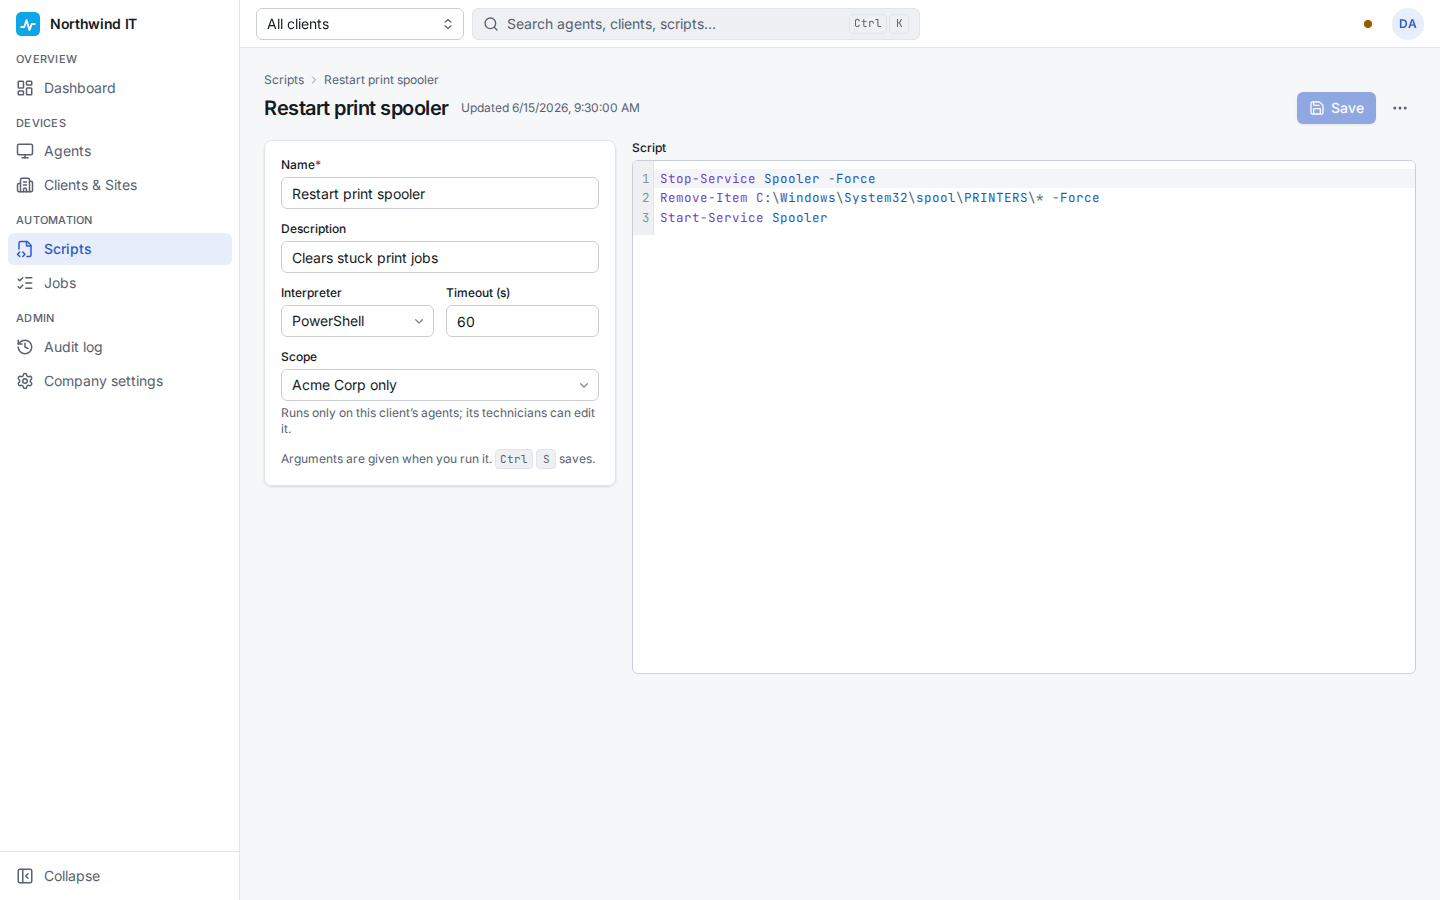 Northwind IT
OVERVIEW
Dashboard
DEVICES
Agents
Clients & Sites
AUTOMATION
Scripts
Jobs
ADMIN
Audit log
Company settings
Collapse
All clients
Search agents, clients, scripts...
Ctrl K
DA
Scripts > Restart print spooler
Restart print spooler Updated 6/15/2026, 9:30:00 AM
Save
Name*
Restart print spooler
Description
Clears stuck print jobs
Interpreter Timeout (s)
PowerShell 60
Scope
Acme Corp only
Runs only on this client’s agents; its technicians can edit
it.
Arguments are given when you run it. Ctrl S saves.
Script
1 Stop-Service Spooler -Force
2 Remove-Item C:\Windows\System32\spool\PRINTERS\* -Force
3 Start-Service Spooler